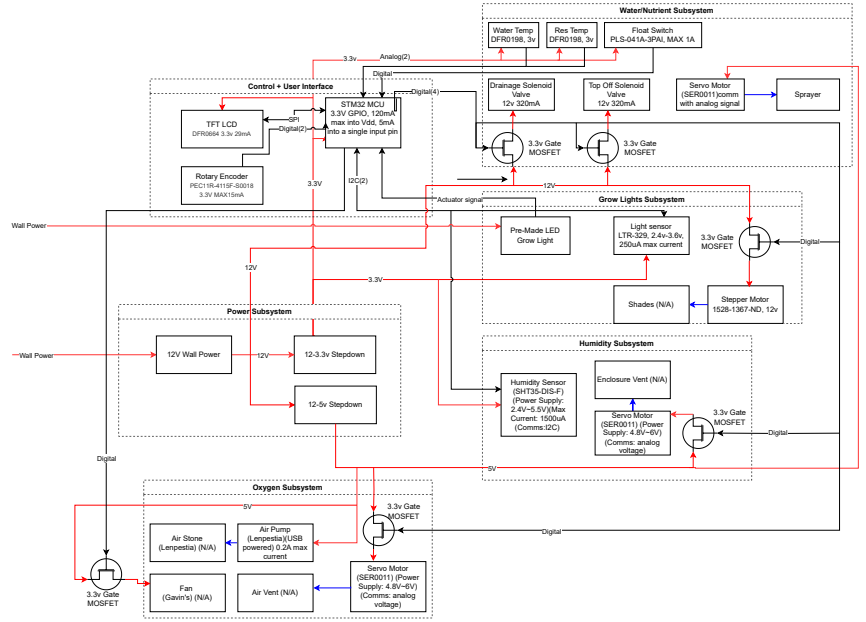 Water/Nutrient Subsystem
Water Temp
DFR0198, 3v
Res Temp
DFR0198, 3v
Float Switch
PLS-041A-3PAI, MAX 1A
Analog(2)
3.3v
Digital
Control + User Interface
STM32 MCU
3.3V GPIO, 120mA
max into Vdd, 5mA
into a single input pin
Digital(4)
Drainage Solenoid
Valve
12v 320mA
Top Off Solenoid
Valve
12v 320mA
Servo Motor
(SER0011)comm
with analog signal
Sprayer
TFT LCD
DFR0664 3.3v 29mA
SPI
Digital(2)
3.3v Gate
MOSFET
3.3v Gate
MOSFET
Rotary Encoder
PEC11R-4115F-S0018
3.3V MAX15mA
3.3V
I2C(2)
12V
Actuator signal
Grow Lights Subsystem
Wall Power
Pre-Made LED
Grow Light
Light sensor
LTR-329, 2.4v-3.6v,
250uA max current
3.3v Gate
MOSFET
Digital
12V
3.3V
Shades (N/A)
Stepper Motor
1528-1367-ND, 12v
Power Subsystem
Wall Power
12V Wall Power
12V
12-3.3v Stepdown
12-5v Stepdown
Humidity Subsystem
Humidity Sensor
(SHT35-DIS-F)
(Power Supply:
2.4V~5.5V)(Max
Current: 1500uA
(Comms:I2C)
Enclosure Vent (N/A)
Servo Motor
(SER0011) (Power
Supply: 4.8V~6V)
(Comms: analog
voltage)
3.3v Gate
MOSFET
Digital
5V
Digital
Oxygen Subsystem
5V
3.3v Gate
MOSFET
Air Stone
(Lenpestia) (N/A)
Air Pump
(Lenpestia)(USB
powered) 0.2A max
current
Digital
Servo Motor
(SER0011) (Power
Supply: 4.8V~6V)
(Comms: analog
voltage)
Fan
(Gavin's) (N/A)
Air Vent (N/A)
3.3v Gate
MOSFET